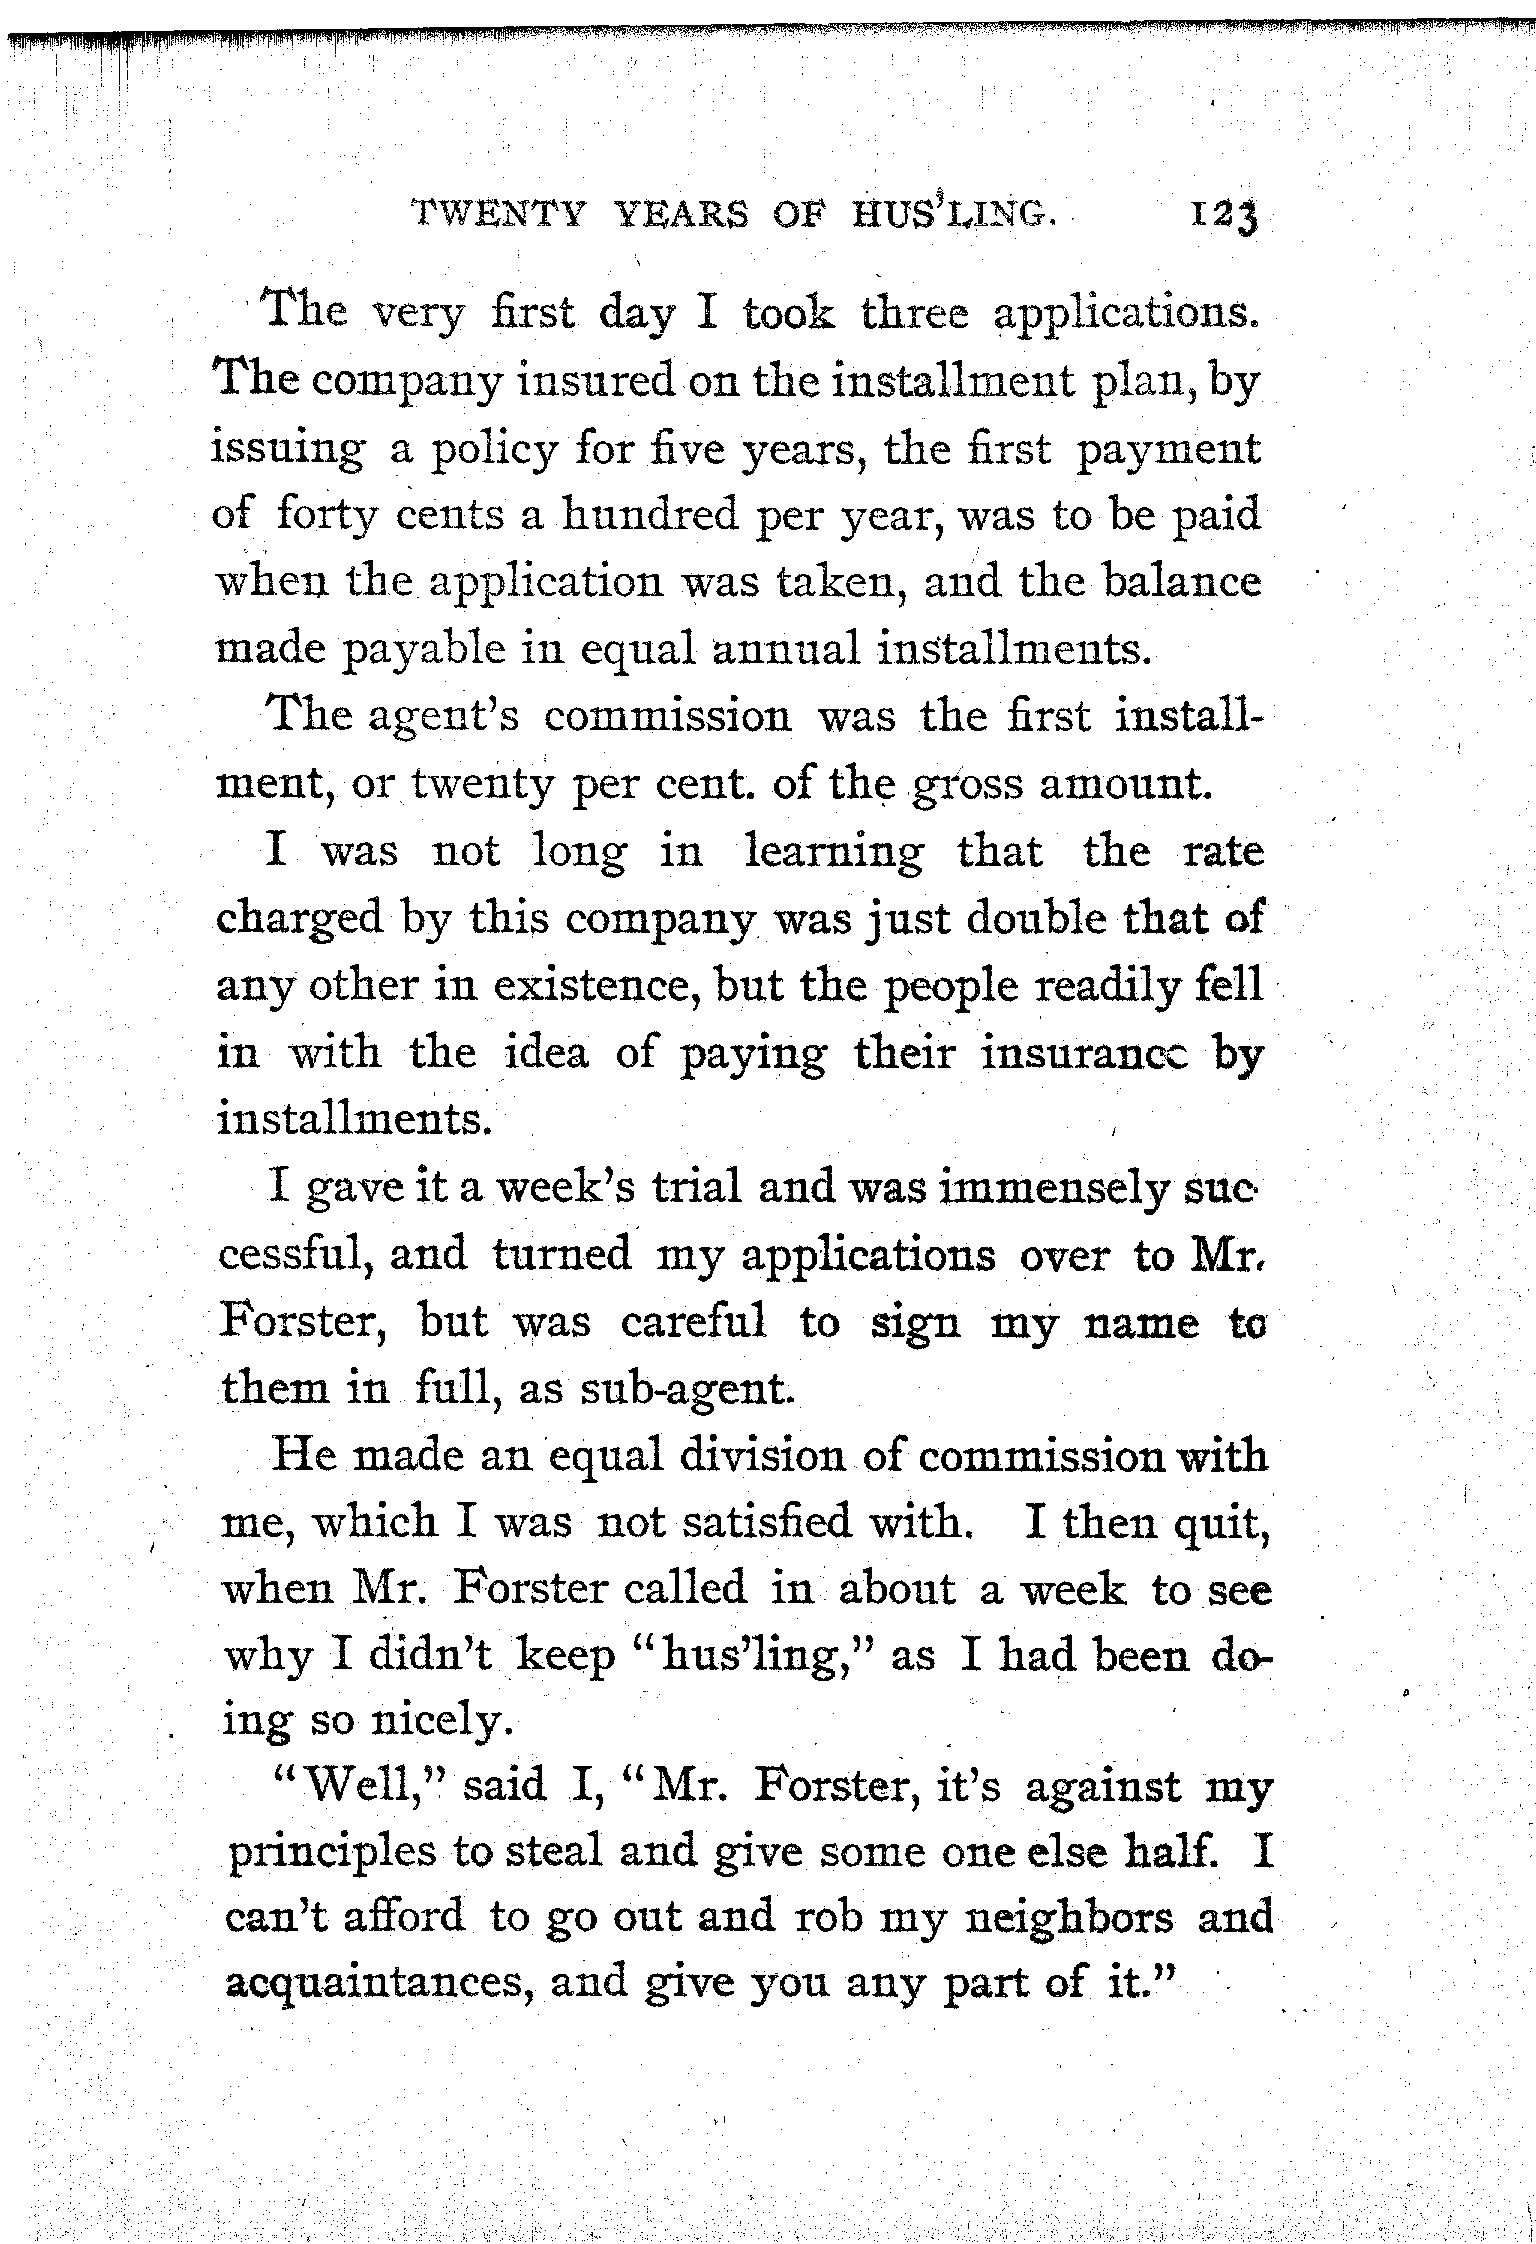 TWENTY YEARS OF HUS'LING. 123
The very first day I took three applications.
The company insured on the installment plan, by
issuing a policy for five years, the first payment
of forty cents a hundred per year, was to be paid
when the application was taken, and the balance
made payable in equal annual installments.
The agent's commission was the first install-
ment, or twenty per cent. of the gross amount.
I was not long in learning that the rate
charged by this company was just double that of
any other in existence, but the people readily fell
in with the idea of paying their insurance by
installments.
I gave it a week's trial and was immensely suc-
cessful, and turned my applications over to Mr.
Forster, but was careful to sign my name to
them in full, as sub-agent.
He made an equal division of commission with
me, which I was not satisfied with. I then quit,
when Mr. Forster called in about a week to see
why I didn't keep "hus'ling," as I had been do-
ing so nicely.
"Well," said I, "Mr. Forster, it's against my
principles to steal and give some one else half. I
can't afford to go out and rob my neighbors and
acquaintances, and give you any part of it."